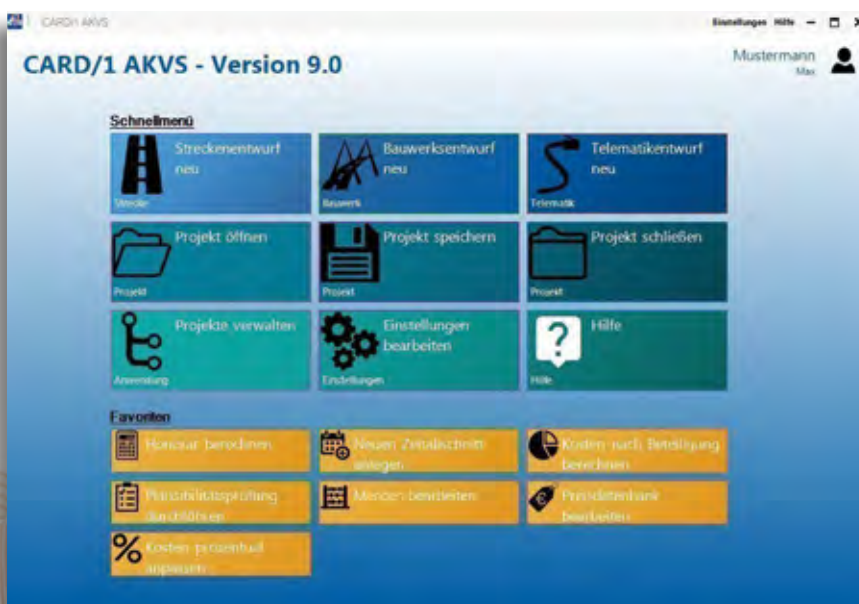 CARD/1 AKVS
Einstellungen Hilfe
CARD/1 AKVS - Version 9.0
Mustermann
Max
Schnellmenü
Streckenentwurf
neu
Strecke
Bauwerksentwurf
neu
Bauwerk
Telematikentwurf
neu
Telematik
Projekt öffnen
Projekt
Projekt speichern
Projekt
Projekt schließen
Projekt
Projekte verwalten
Anwendung
Einstellungen
bearbeiten
Einstellungen
Hilfe
Hilfe
Favoriten
Honorar berechnen
Neuen Zeitabschnitt
anlegen
Kosten nach Beteiligung
berechnen
Plausibilitätsprüfung
durchführen
Mengen bearbeiten
Preisdatenbank
bearbeiten
Kosten prozentual
anpassen